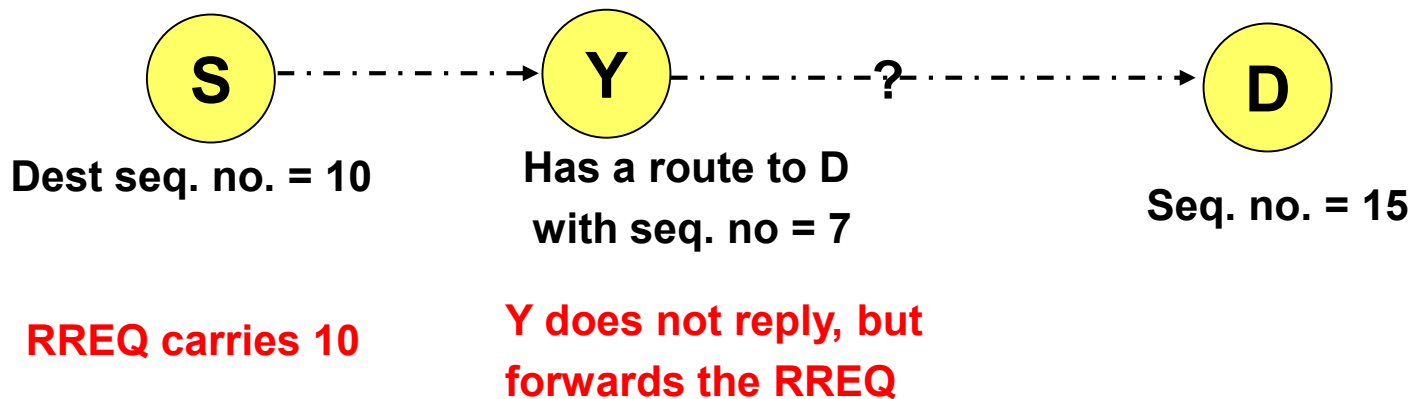 S
Y
?
D
Dest seq. no. = 10
Has a route to D
with seq. no = 7
Seq. no. = 15
RREQ carries 10
Y does not reply, but
forwards the RREQ